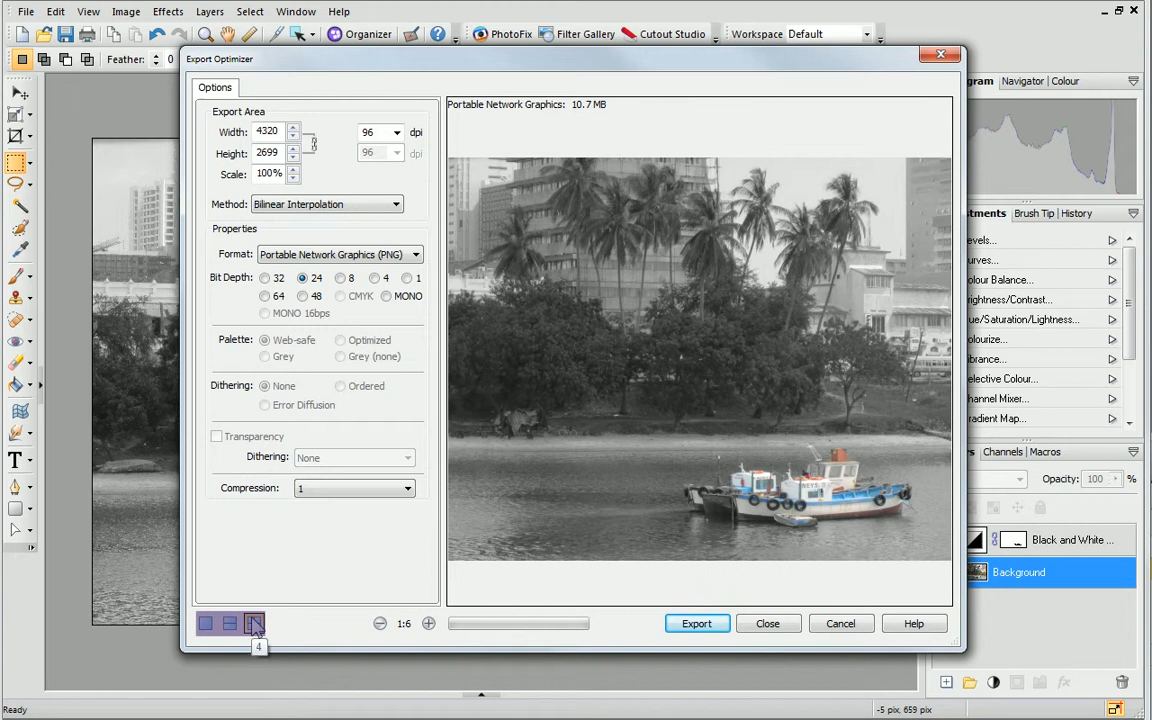 File Edit View Image Effects Layers Select Window Help
Organizer PhotoFix Filter Gallery Cutout Studio Workspace Default
Feather: 0
Export Optimizer
Options
Export Area
Width: 4320 96 dpi
Height: 2699 96 dpi
Scale: 100%
Method: Bilinear Interpolation
Properties
Format: Portable Network Graphics (PNG)
Bit Depth: 32 24 8 4 1
64 48 CMYK MONO
MONO 16bps
Palette: Web-safe Optimized
Grey Grey (none)
Dithering: None Ordered
Error Diffusion
Transparency
Dithering: None
Compression: 1
4
1:6
Portable Network Graphics: 10.7 MB
Export Close Cancel Help
gram Navigator Colour
stments Brush Tip History
evels...
urves...
olour Balance...
rightness/Contrast...
ue/Saturation/Lightness...
olourize...
ibrance...
elective Colour...
hannel Mixer...
radient Map...
rs Channels Macros
Opacity: 100 %
Black and White ...
Background
Ready -5 pix, 659 pix